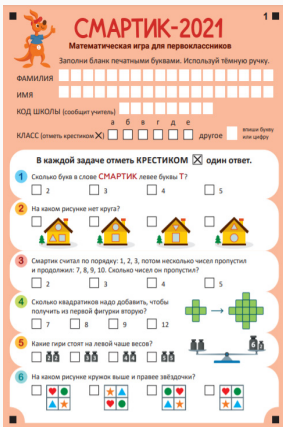 1
СМАРТИК-2021
Математическая игра для первоклассников
Заполни бланк печатными буквами. Используй тёмную ручку.
ФАМИЛИЯ
ИМЯ
КОД ШКОЛЫ (сообщит учитель)
а б в г д е
КЛАСС (отметь крестиком X) другое впиши букву или цифру
В каждой задаче отметь КРЕСТИКОМ один ответ.
1 Сколько букв в слове СМАРТИК левее буквы Т?
2 3 4 5
2 На каком рисунке нет круга?
3 Смартик считал по порядку: 1, 2, 3, потом несколько чисел пропустил
и продолжил: 7, 8, 9, 10. Сколько чисел он пропустил?
2 3 4 5
4 Сколько квадратиков надо добавить, чтобы
получить из первой фигурки вторую?
7 8 9 12
5 Какие гири стоят на левой чаше весов?
6 На каком рисунке кружок выше и правее звёздочки?